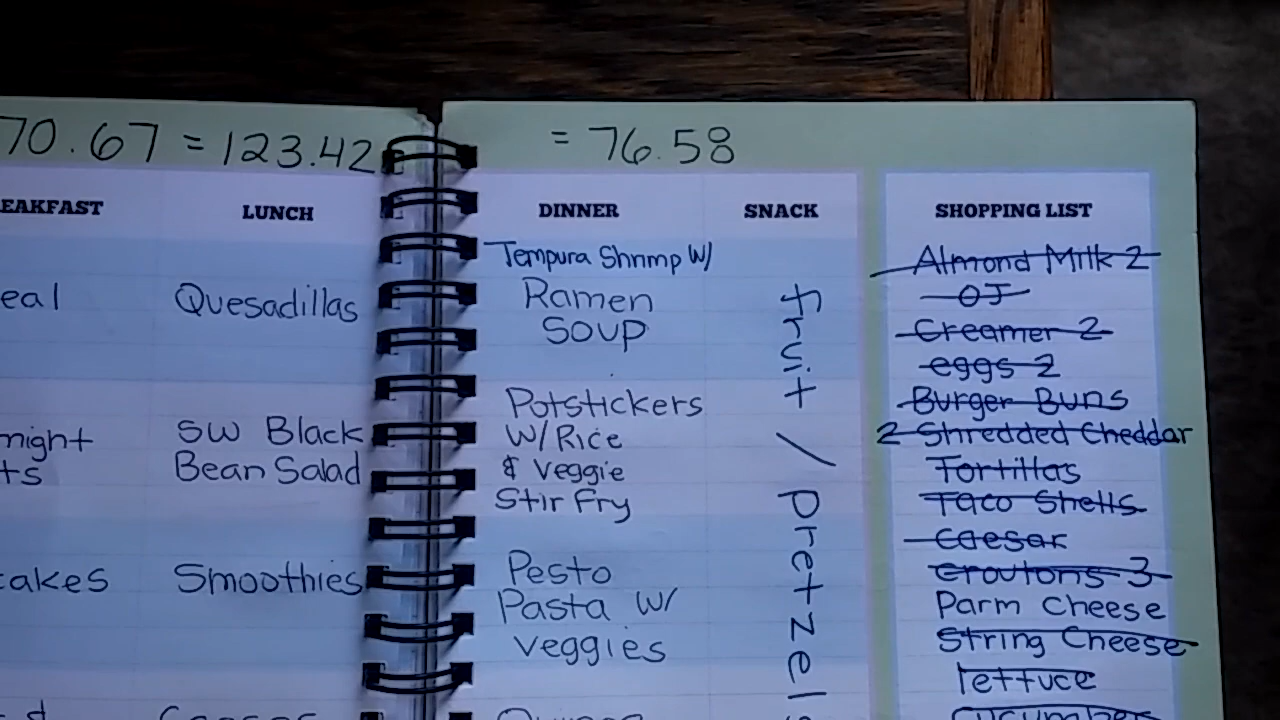 70.67 = 123.42
= 76.58
EAKFAST
LUNCH
DINNER
SNACK
SHOPPING LIST
eal
Quesadillas
Tempura Shrimp W/
Ramen
SOUP
night
ts
SW Black
Bean Salad
Potstickers
W/Rice
& Veggie
Stir Fry
cakes
Smoothies
Pesto
Pasta W/
Veggies
fruit / Pretzels
Almond Milk 2
OJ
Creamer 2
eggs 2
Burger Buns
2 Shredded Cheddar
Tortillas
Taco Shells
Caesar
Croutons 3
Parm Cheese
String Cheese
lettuce
Cucumbers